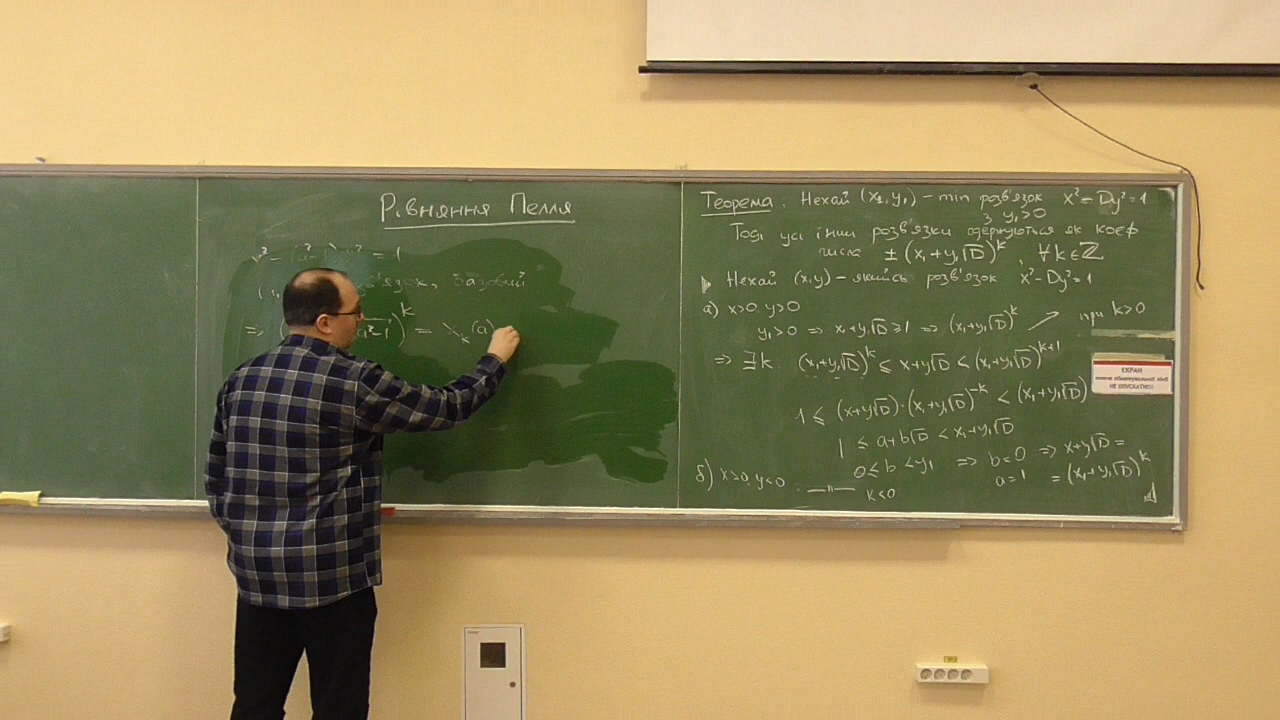 Рівняння Пелля
= 1
базовий
⇒ ( )^k = (a)
Теорема. Нехай (x₁, y₁) – min розв'язок x² – Dy² = 1
з y₁>0
Тоді усі інші розв'язки одержуються як коеф
числа ± (x₁+y₁√D)^k, ∀k∈ℤ
Нехай (x,y) – якийсь розв'язок x² – Dy² = 1
а) x>0 y>0
y₁>0 ⇒ x₁+y₁√D ≥ 1 ⇒ (x₁+y₁√D)^k ↗ при k>0
⇒ ∃k (x₁+y₁√D)^k ≤ x+y√D < (x₁+y₁√D)^{k+1}
1 ≤ (x+y√D)·(x₁+y₁√D)^{-k} < (x₁+y₁√D)
1 ≤ a+b√D < x₁+y₁√D
0 ≤ b < y₁ ⇒ b=0 ⇒ x+y√D =
a=1 = (x₁+y₁√D)^k
б) x>0, y<0 —"— k<0
ЕКРАН
НЕ ОПУСКАТИ!!!